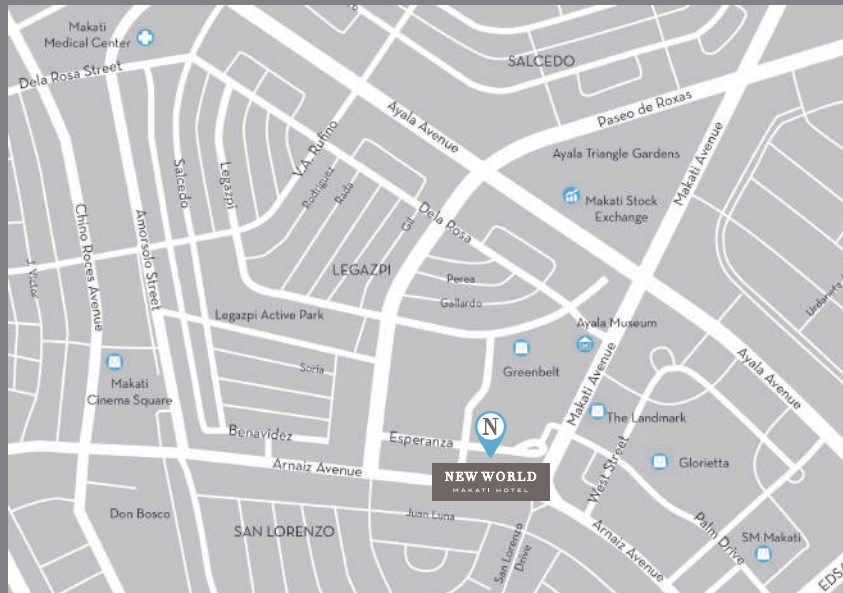 Makati
Medical Center
Dela Rosa Street
SALCEDO
Ayala Avenue
Paseo de Roxas
Makati Avenue
Ayala Triangle Gardens
Makati Stock
Exchange
V.A. Rufino
Rodriguez
Rada
Salcedo
Legazpi
Gil
Dela Rosa
Chino Roces Avenue
Amorsolo Street
J. Victor
LEGAZPI
Perea
Gallardo
Legazpi Active Park
Ayala Museum
Greenbelt
Soria
Makati
Cinema Square
Makati Avenue
Ayala Avenue
The Landmark
Benavidez
Esperanza
N
West Street
Glorietta
Arnaiz Avenue
NEW WORLD
MAKATI HOTEL
Don Bosco
SAN LORENZO
Juan Luna
San Lorenzo
Drive
Arnaiz Avenue
Palm Drive
SM Makati
EDSA
Urdaneta